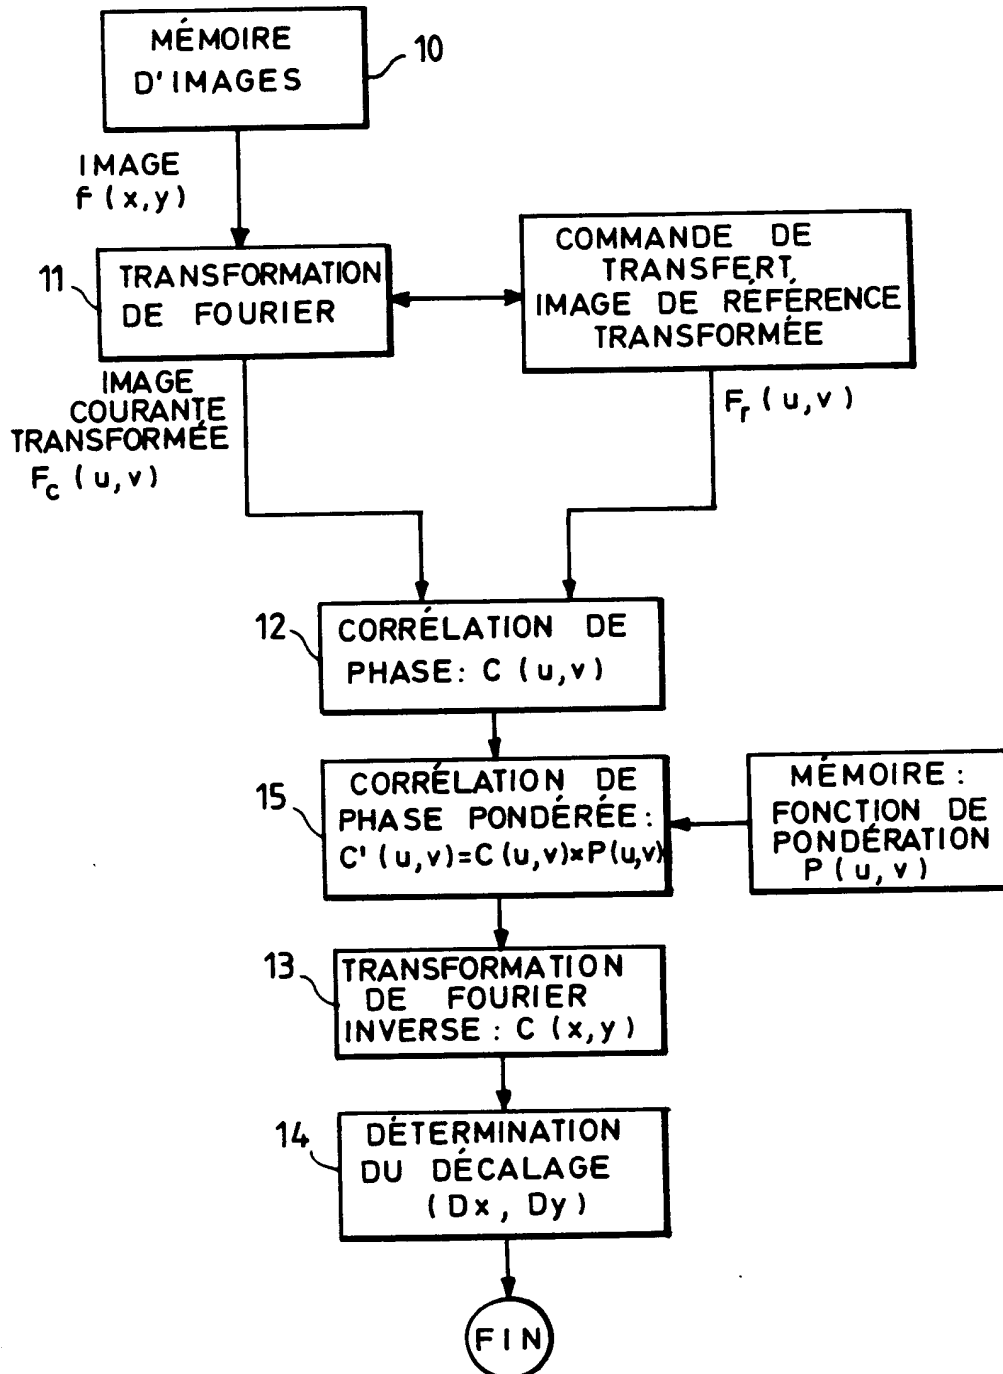 MÉMOIRE
D'IMAGES
10
IMAGE
f (x,y)
11
TRANSFORMATION
DE FOURIER
COMMANDE DE
TRANSFERT,
IMAGE DE RÉFÉRENCE
TRANSFORMÉE
IMAGE
COURANTE
TRANSFORMÉE
Fc (u,v)
Fr (u,v)
12
CORRÉLATION DE
PHASE: C (u,v)
15
CORRÉLATION DE
PHASE PONDÉRÉE:
C' (u,v)=C (u,v)×P(u,v)
MÉMOIRE :
FONCTION DE
PONDÉRATION
P (u,v)
13
TRANSFORMATION
DE FOURIER
INVERSE : C (x,y)
14
DÉTERMINATION
DU DÉCALAGE
(Dx, Dy)
FIN